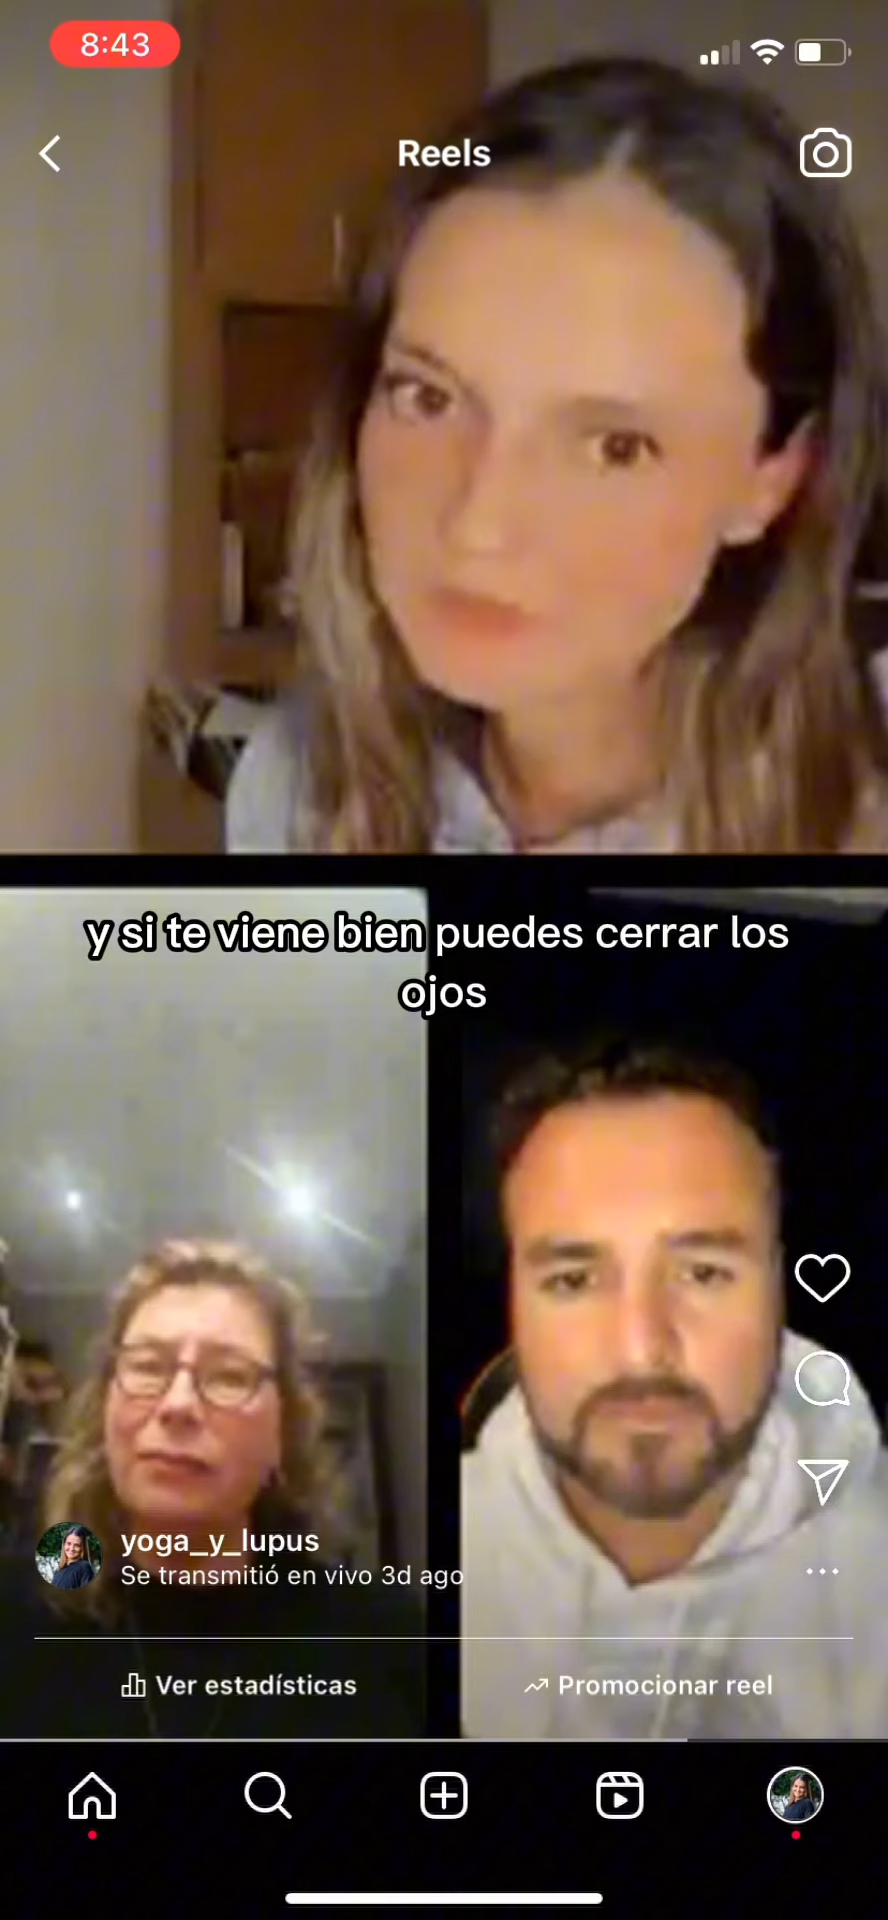 8:43
Reels
y si te viene bien puedes cerrar los
ojos
yoga_y_lupus
Se transmitió en vivo 3d ago
Ver estadísticas
Promocionar reel